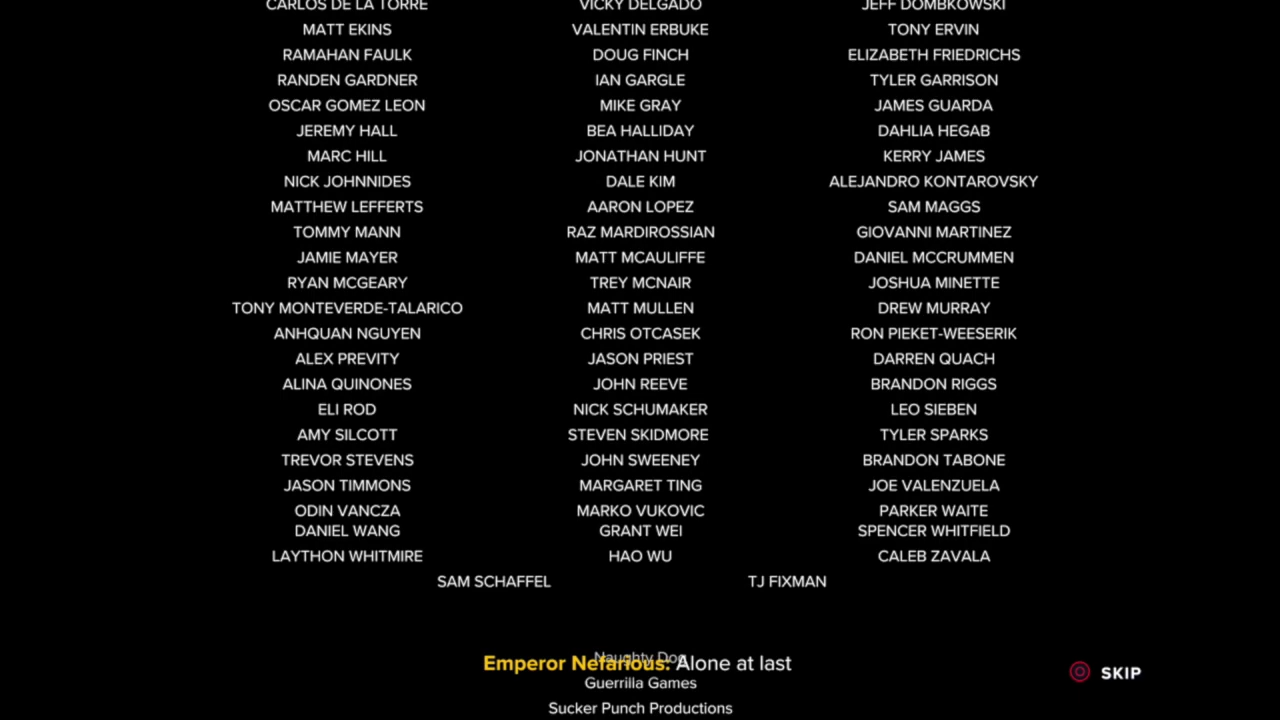 CARLOS DE LA TORRE VICKY DELGADO JEFF DOMBKOWSKI
MATT EKINS VALENTIN ERBUKE TONY ERVIN
RAMAHAN FAULK DOUG FINCH ELIZABETH FRIEDRICHS
RANDEN GARDNER IAN GARGLE TYLER GARRISON
OSCAR GOMEZ LEON MIKE GRAY JAMES GUARDA
JEREMY HALL BEA HALLIDAY DAHLIA HEGAB
MARC HILL JONATHAN HUNT KERRY JAMES
NICK JOHNNIDES DALE KIM ALEJANDRO KONTAROVSKY
MATTHEW LEFFERTS AARON LOPEZ SAM MAGGS
TOMMY MANN RAZ MARDIROSSIAN GIOVANNI MARTINEZ
JAMIE MAYER MATT MCAULIFFE DANIEL MCCRUMMEN
RYAN MCGEARY TREY MCNAIR JOSHUA MINETTE
TONY MONTEVERDE-TALARICO MATT MULLEN DREW MURRAY
ANHQUAN NGUYEN CHRIS OTCASEK RON PIEKET-WEESERIK
ALEX PREVITY JASON PRIEST DARREN QUACH
ALINA QUINONES JOHN REEVE BRANDON RIGGS
ELI ROD NICK SCHUMAKER LEO SIEBEN
AMY SILCOTT STEVEN SKIDMORE TYLER SPARKS
TREVOR STEVENS JOHN SWEENEY BRANDON TABONE
JASON TIMMONS MARGARET TING JOE VALENZUELA
ODIN VANCZA MARKO VUKOVIC PARKER WAITE
DANIEL WANG GRANT WEI SPENCER WHITFIELD
LAYTHON WHITMIRE HAO WU CALEB ZAVALA
SAM SCHAFFEL TJ FIXMAN
Naughty Dog
Emperor Nefarious: Alone at last
SKIP
Guerrilla Games
Sucker Punch Productions